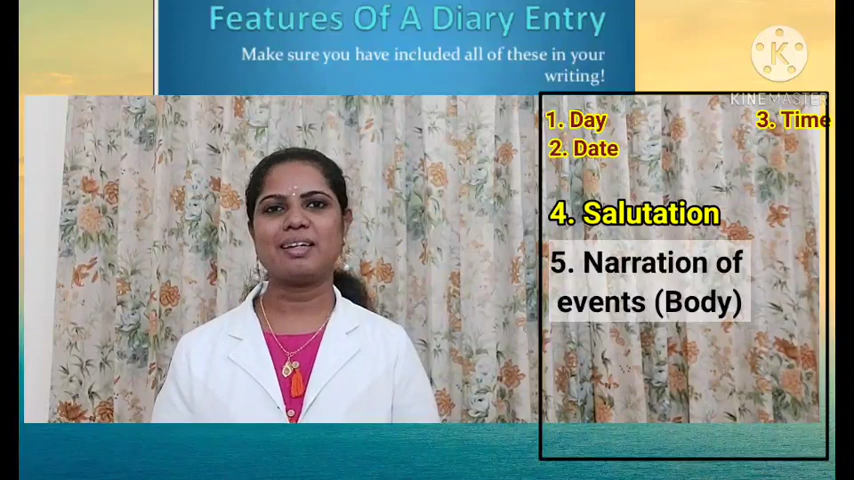 Features Of A Diary Entry
Make sure you have included all of these in your
writing!
K
KINEMASTER
1. Day
3. Time
2. Date
4. Salutation
5. Narration of
events (Body)